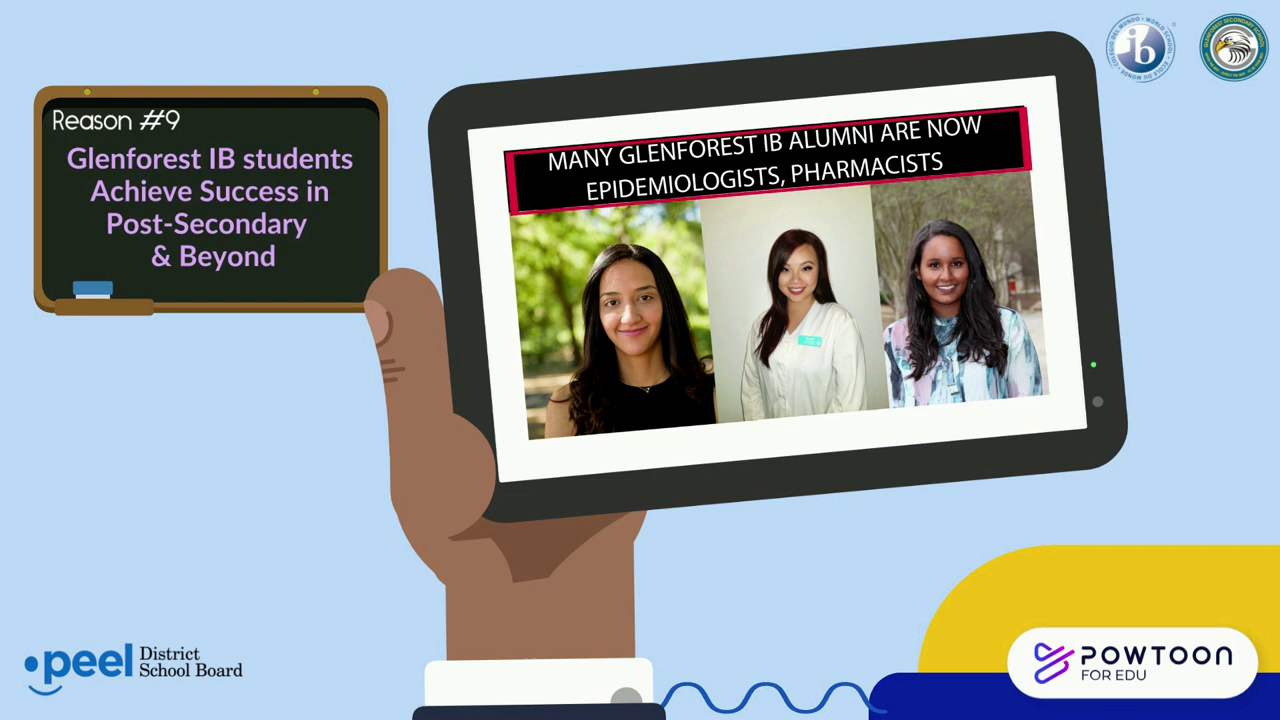 Reason #9
Glenforest IB students
Achieve Success in
Post-Secondary
& Beyond
MANY GLENFOREST IB ALUMNI ARE NOW
EPIDEMIOLOGISTS, PHARMACISTS
ib
peel District
School Board
POWTOON
FOR EDU